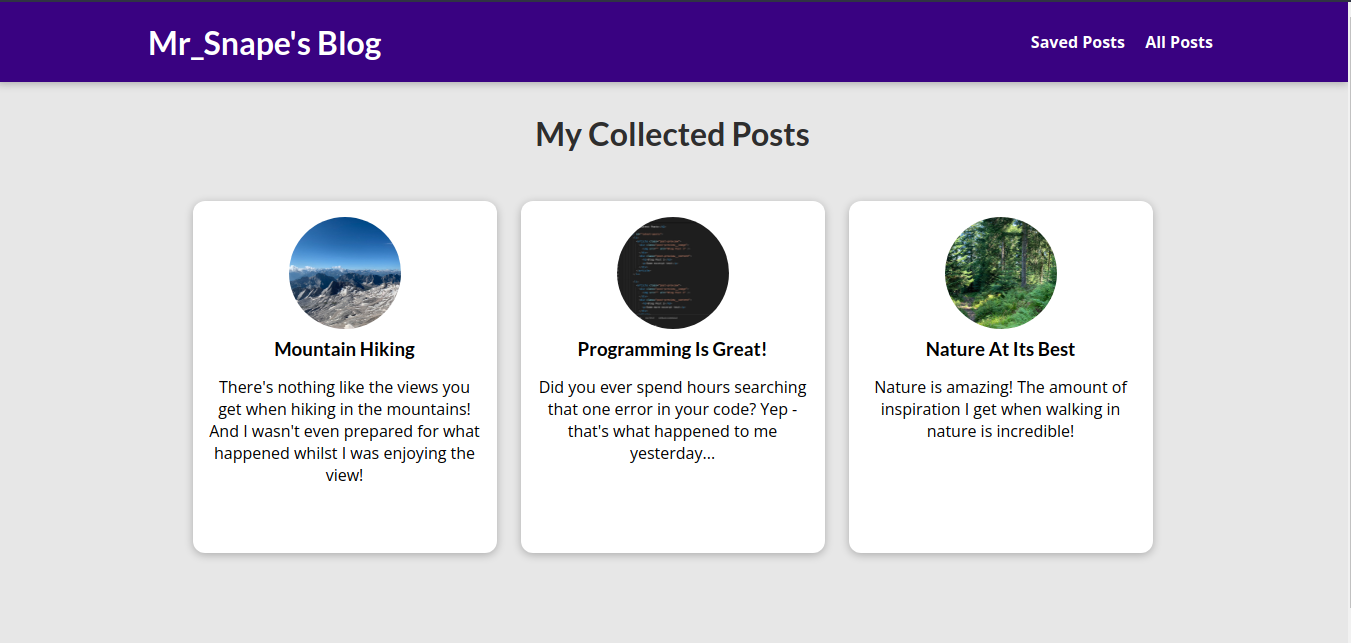 Mr_Snape's Blog
Saved Posts All Posts
My Collected Posts
Mountain Hiking
There's nothing like the views you
get when hiking in the mountains!
And I wasn't even prepared for what
happened whilst I was enjoying the
view!
Programming Is Great!
Did you ever spend hours searching
that one error in your code? Yep -
that's what happened to me
yesterday...
Nature At Its Best
Nature is amazing! The amount of
inspiration I get when walking in
nature is incredible!